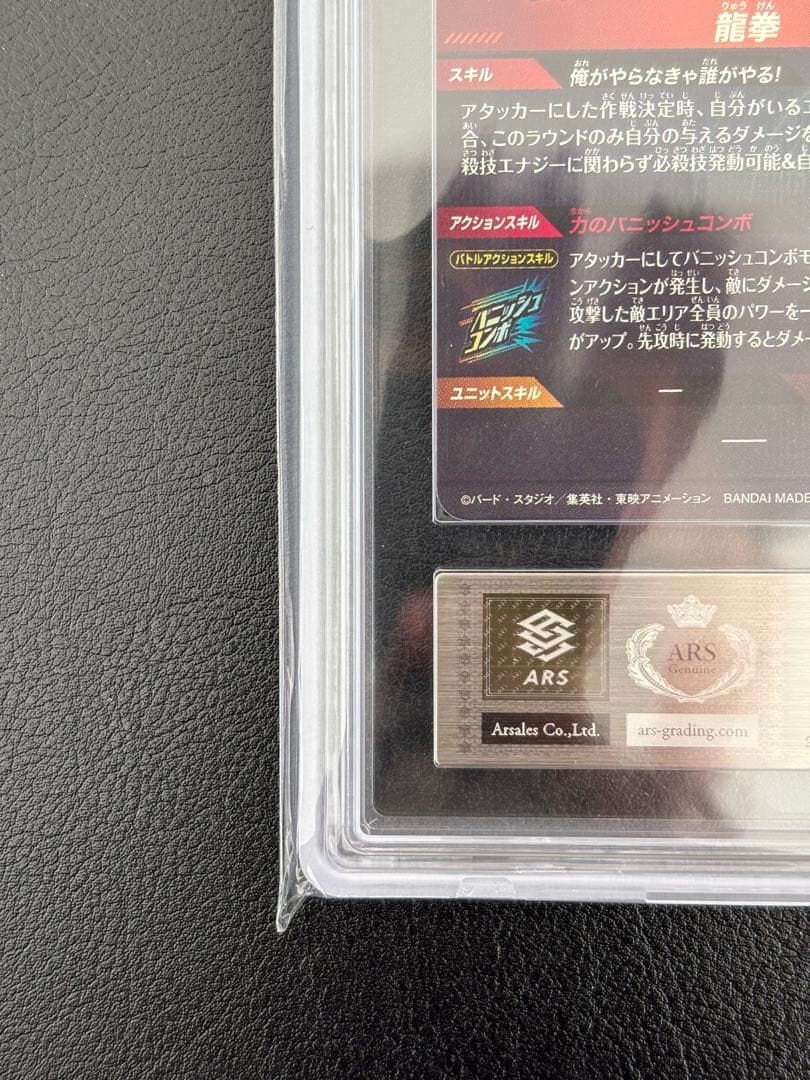 龍拳
スキル 俺がやらなきゃ誰がやる!
アタッカーにした作戦決定時、自分がいる
合、このラウンドのみ自分の与えるダメージを
殺技エナジーに関わらず必殺技発動可能&自
アクションスキル 力のバニッシュコンボ
バトルアクションスキル
アタッカーにしてバニッシュコンボモ
ンアクションが発生し、敵にダメージ
攻撃した敵エリア全員のパワーを一
がアップ。先攻時に発動するとダメー
バニッシュ
コンボ
ユニットスキル —
—
©バード・スタジオ/集英社・東映アニメーション BANDAI MADE
ARS
Arsales Co.,Ltd.
ARS
Genuine
ars-grading.com